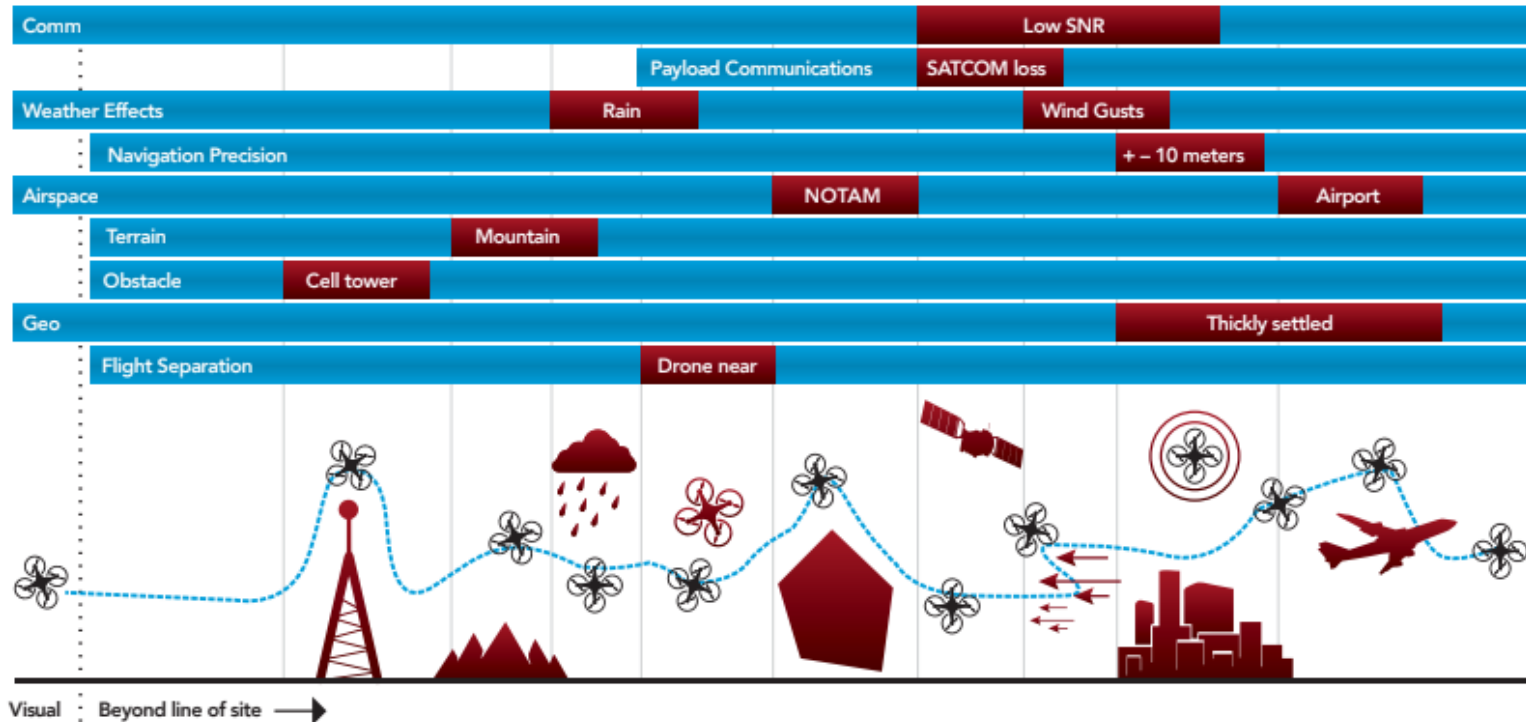 Comm
Low SNR
Payload Communications
SATCOM loss
Weather Effects
Rain
Wind Gusts
Navigation Precision
+ – 10 meters
Airspace
NOTAM
Airport
Terrain
Mountain
Obstacle
Cell tower
Geo
Thickly settled
Flight Separation
Drone near
Visual
Beyond line of site